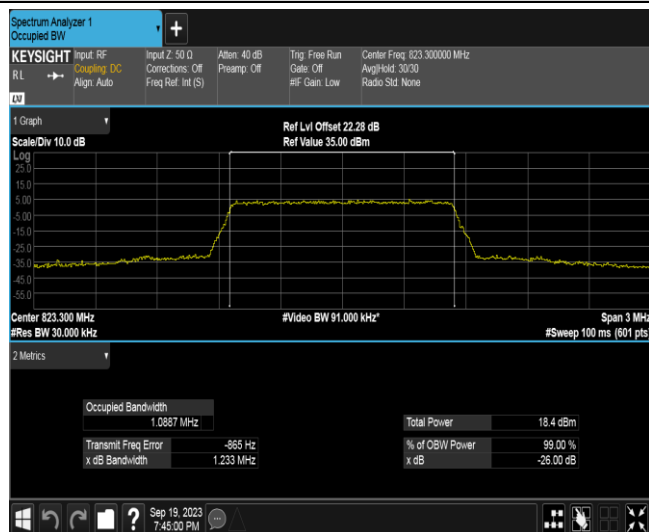 Spectrum Analyzer 1
Occupied BW
+
KEYSIGHT Input: RF Input Z: 50 Ω Atten: 40 dB Trig: Free Run Center Freq: 823.300000 MHz
RL Coupling: DC Corrections: Off Preamp: Off Gate: Off Avg|Hold: 30/30
Align: Auto Freq Ref: Int (S) #IF Gain: Low Radio Std: None
LXI
1 Graph
Ref Lvl Offset 22.28 dB
Scale/Div 10.0 dB Ref Value 35.00 dBm
Log
25.0
15.0
5.00
-5.00
-15.0
-25.0
-35.0
-45.0
-55.0
Center 823.300 MHz #Video BW 91.000 kHz* Span 3 MHz
#Res BW 30.000 kHz #Sweep 100 ms (601 pts)
2 Metrics
Occupied Bandwidth
1.0887 MHz Total Power 18.4 dBm
Transmit Freq Error -865 Hz % of OBW Power 99.00 %
x dB Bandwidth 1.233 MHz x dB -26.00 dB
? Sep 19, 2023
7:45:00 PM